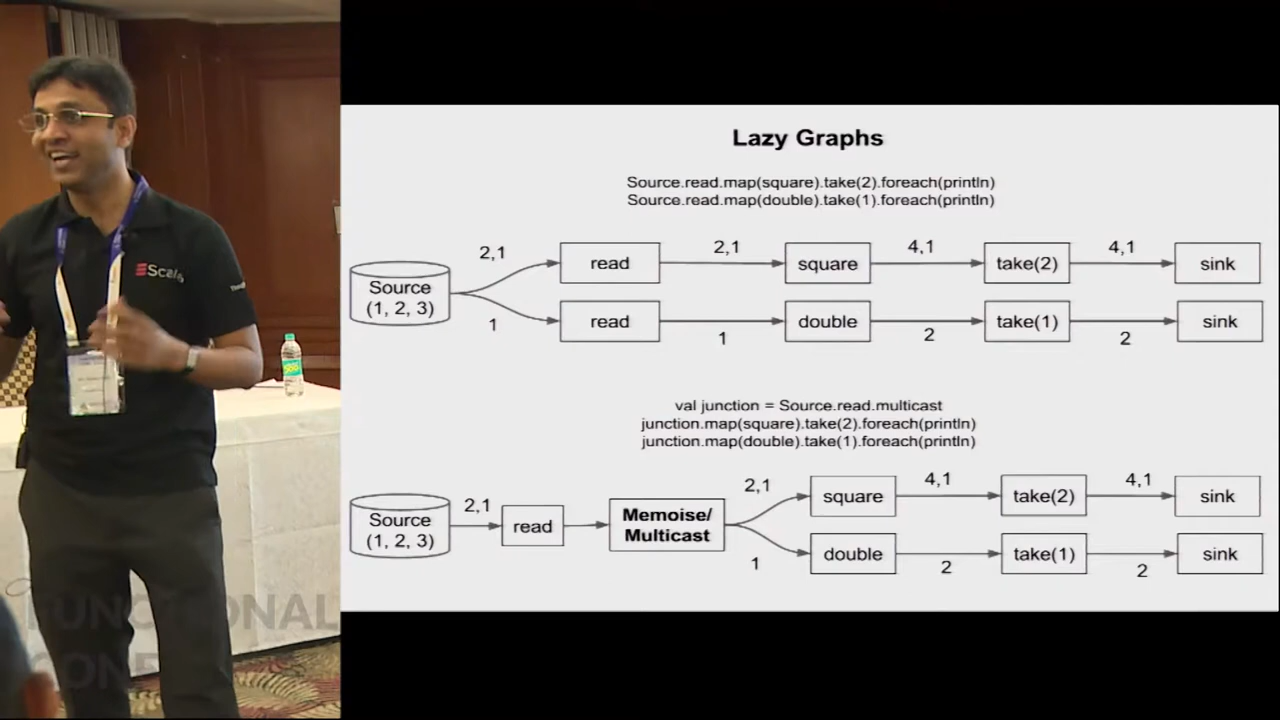 Lazy Graphs
Source.read.map(square).take(2).foreach(println)
Source.read.map(double).take(1).foreach(println)
2,1
2,1
4,1
4,1
read
square
take(2)
sink
Source
(1, 2, 3)
read
double
take(1)
sink
1
1
2
2
val junction = Source.read.multicast
junction.map(square).take(2).foreach(println)
junction.map(double).take(1).foreach(println)
2,1
4,1
4,1
square
take(2)
sink
2,1
Source
(1, 2, 3)
read
Memoise/
Multicast
double
take(1)
sink
1
2
2
Scala
FUNCTIONAL
CONF